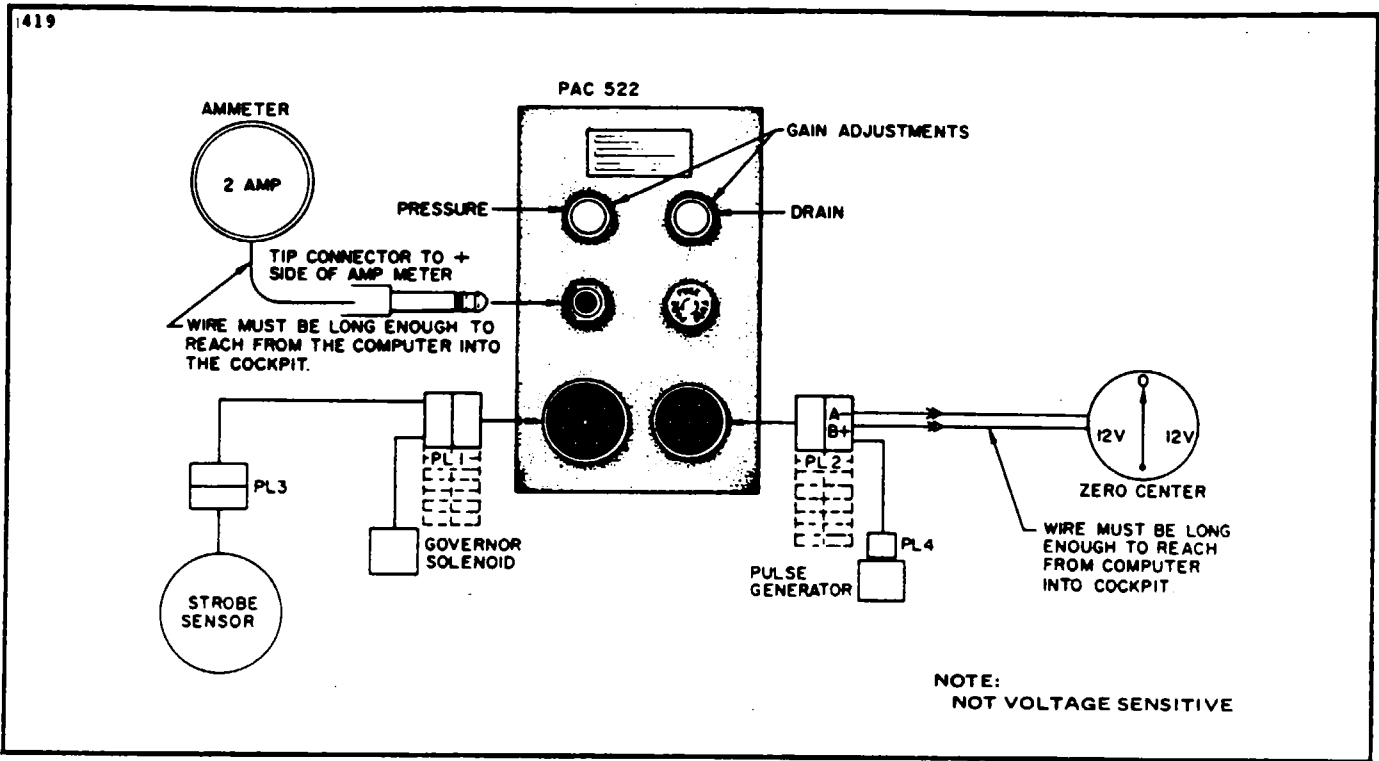 1419
PAC 522
AMMETER
2 AMP
GAIN ADJUSTMENTS
PRESSURE
DRAIN
TIP CONNECTOR TO +
SIDE OF AMP METER
WIRE MUST BE LONG ENOUGH TO
REACH FROM THE COMPUTER INTO
THE COCKPIT.
PL1
PL3
GOVERNOR
SOLENOID
STROBE
SENSOR
A-
B+
PL2
PL4
PULSE
GENERATOR
0
12V
12V
ZERO CENTER
WIRE MUST BE LONG
ENOUGH TO REACH
FROM COMPUTER
INTO COCKPIT
NOTE:
NOT VOLTAGE SENSITIVE